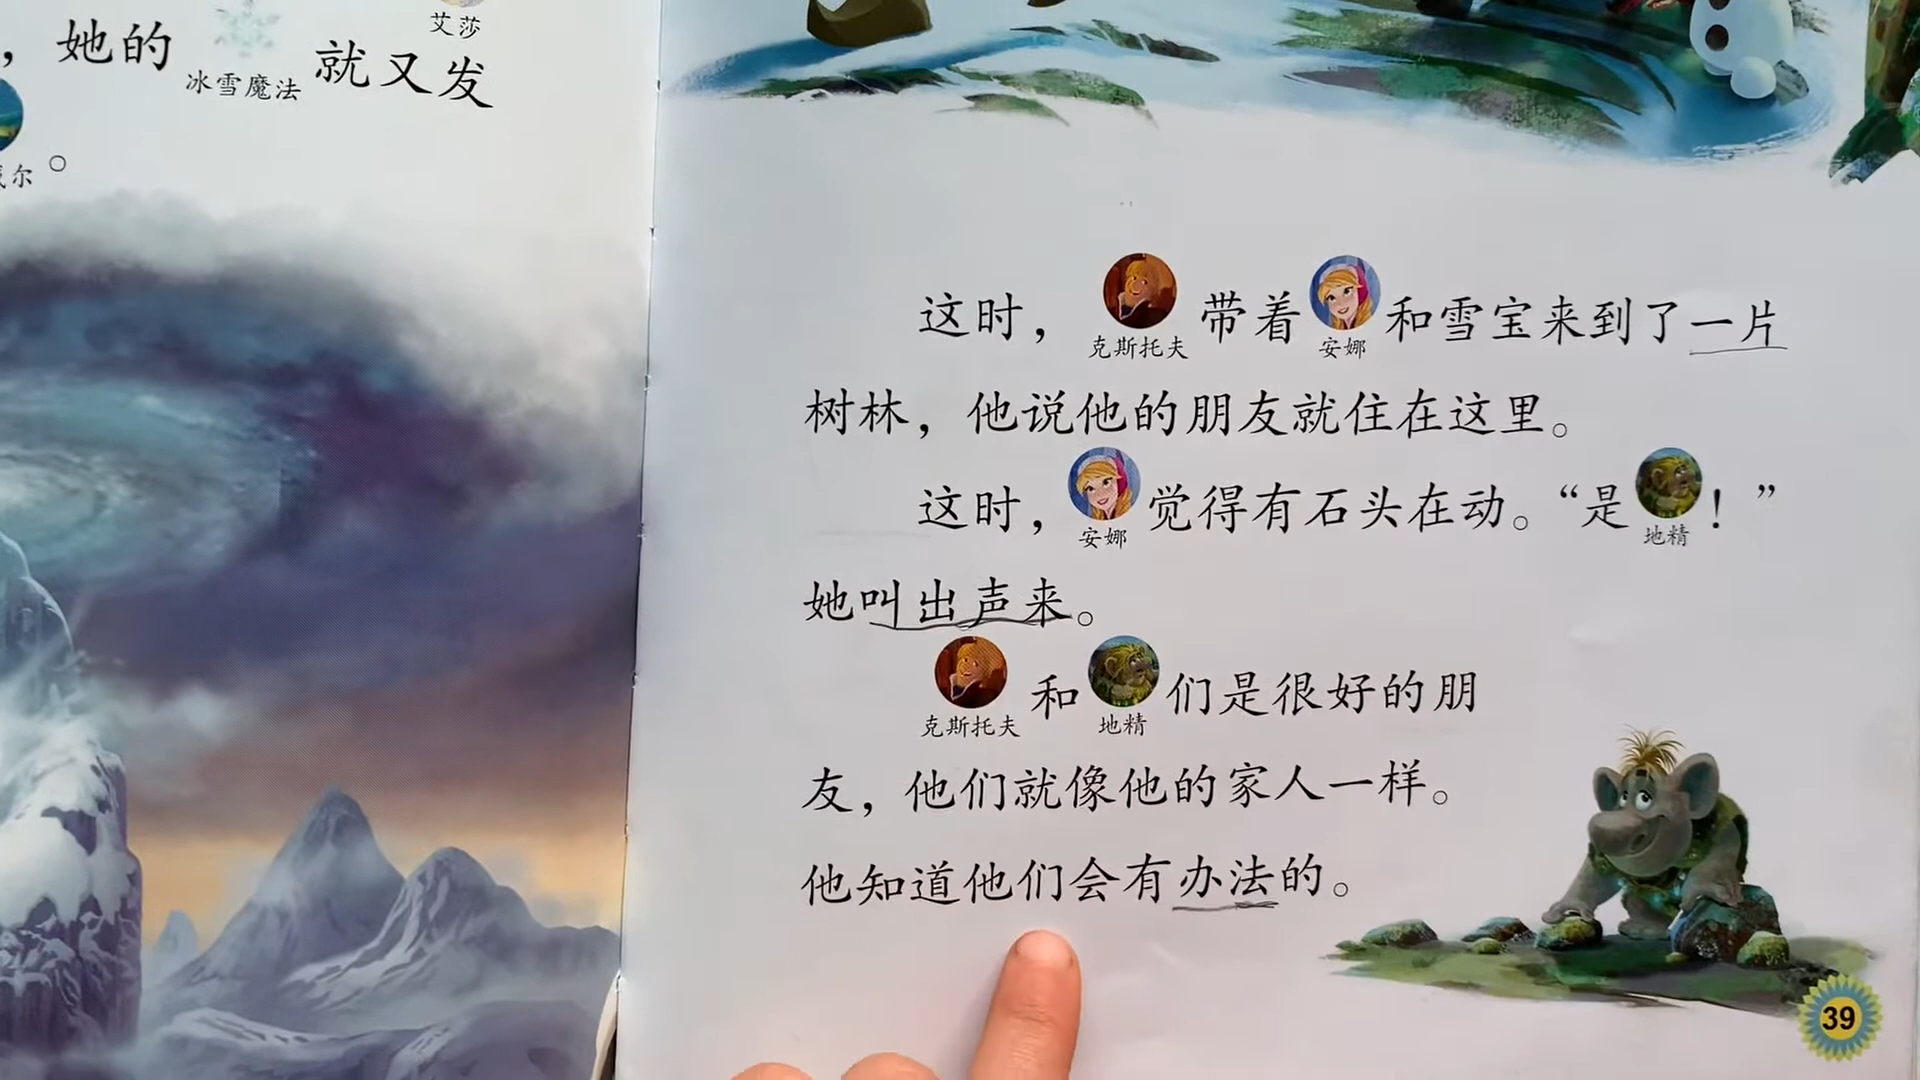 艾莎
，她的冰雪魔法就又发
尔。
这时，克斯托夫带着安娜和雪宝来到了一片
树林，他说他的朋友就住在这里。
这时，安娜觉得有石头在动。“是地精！”
她叫出声来。
克斯托夫和地精们是很好的朋
友，他们就像他的家人一样。
他知道他们会有办法的。
39